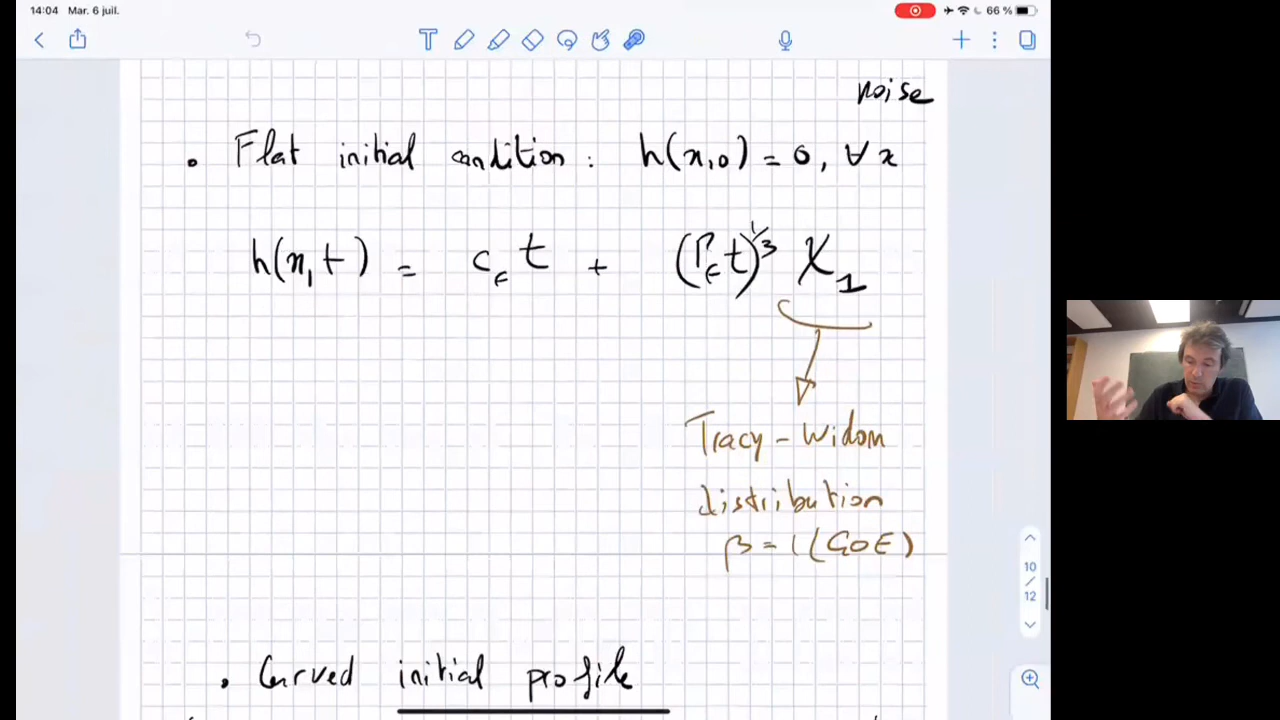 14:04 Mar. 6 juil.
66 %
noise
• Flat initial condition : h(x,0) = 0, ∀ x
h(x,t) = c_F t + (Γ_F t)^{1/3} X_1
Tracy - Widom
distribution
β = 1 (GOE)
10
/
12
• Curved initial profile